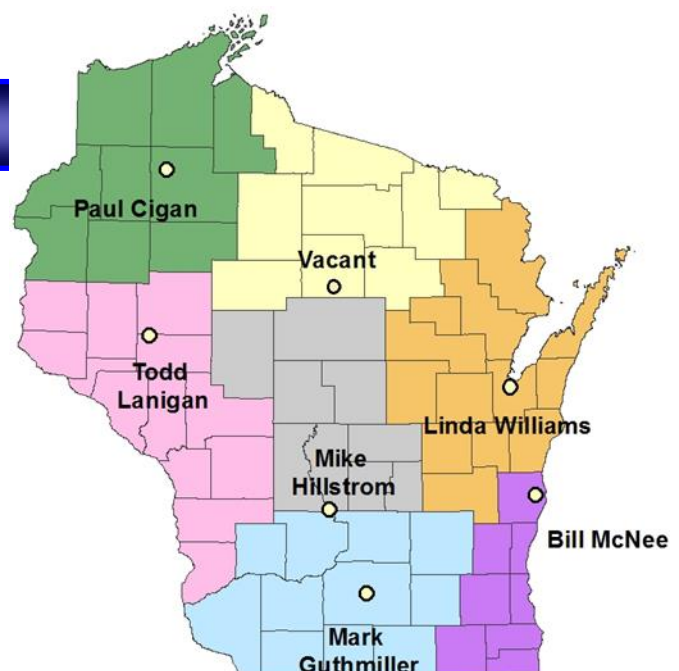 Paul Cigan
Vacant
Todd
Lanigan
Linda Williams
Mike
Hillstrom
Bill McNee
Mark
Guthmiller